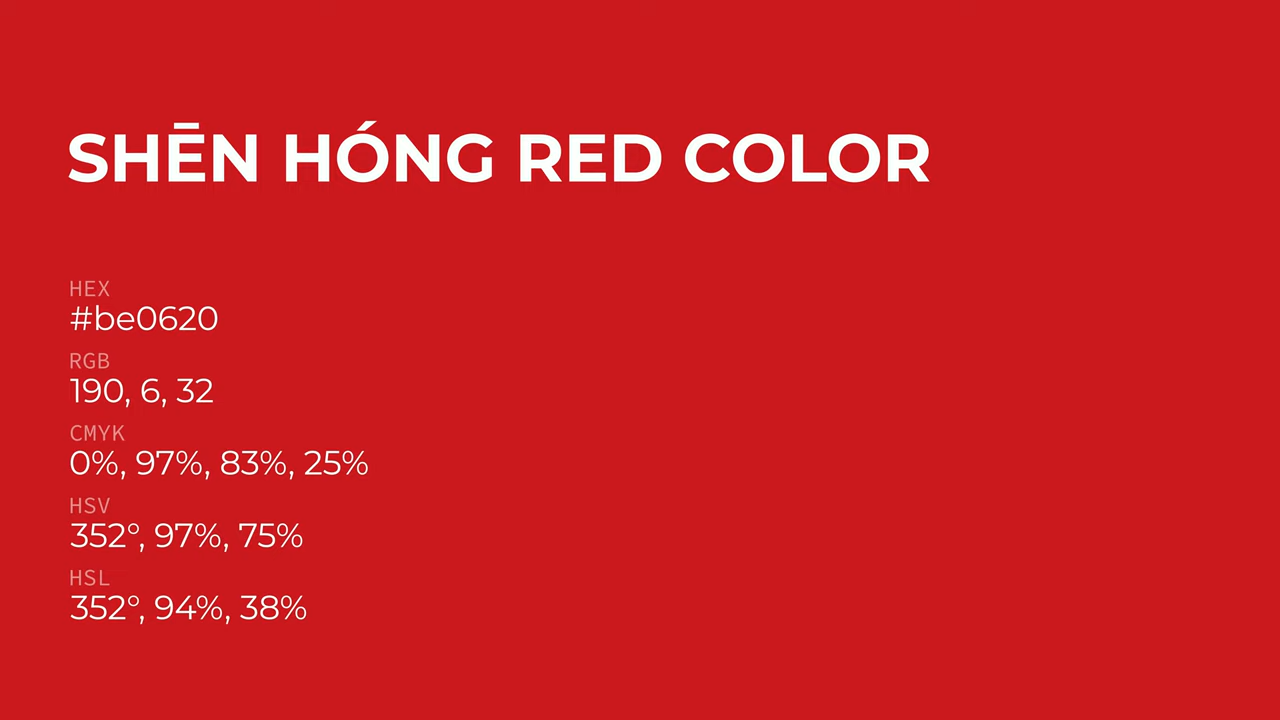 SHĒN HÓNG RED COLOR
HEX
#be0620
RGB
190, 6, 32
CMYK
0%, 97%, 83%, 25%
HSV
352°, 97%, 75%
HSL
352°, 94%, 38%